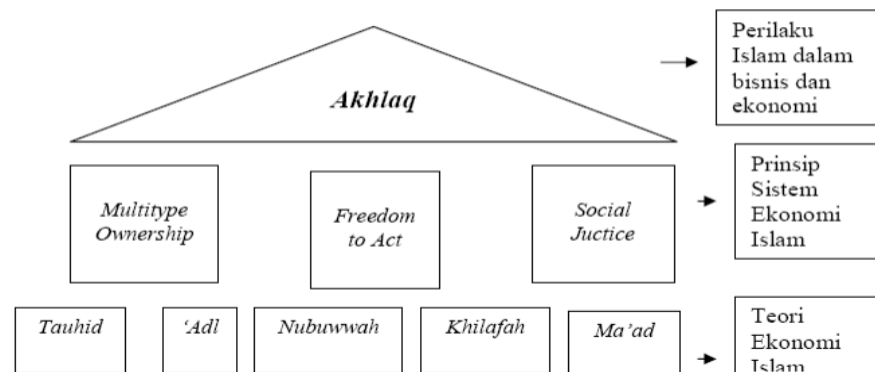 Akhlaq
Perilaku
Islam dalam
bisnis dan
ekonomi
Multitype
Ownership
Freedom
to Act
Social
Juctice
Prinsip
Sistem
Ekonomi
Islam
Tauhid
‘Adl
Nubuwwah
Khilafah
Ma’ad
Teori
Ekonomi
Islam